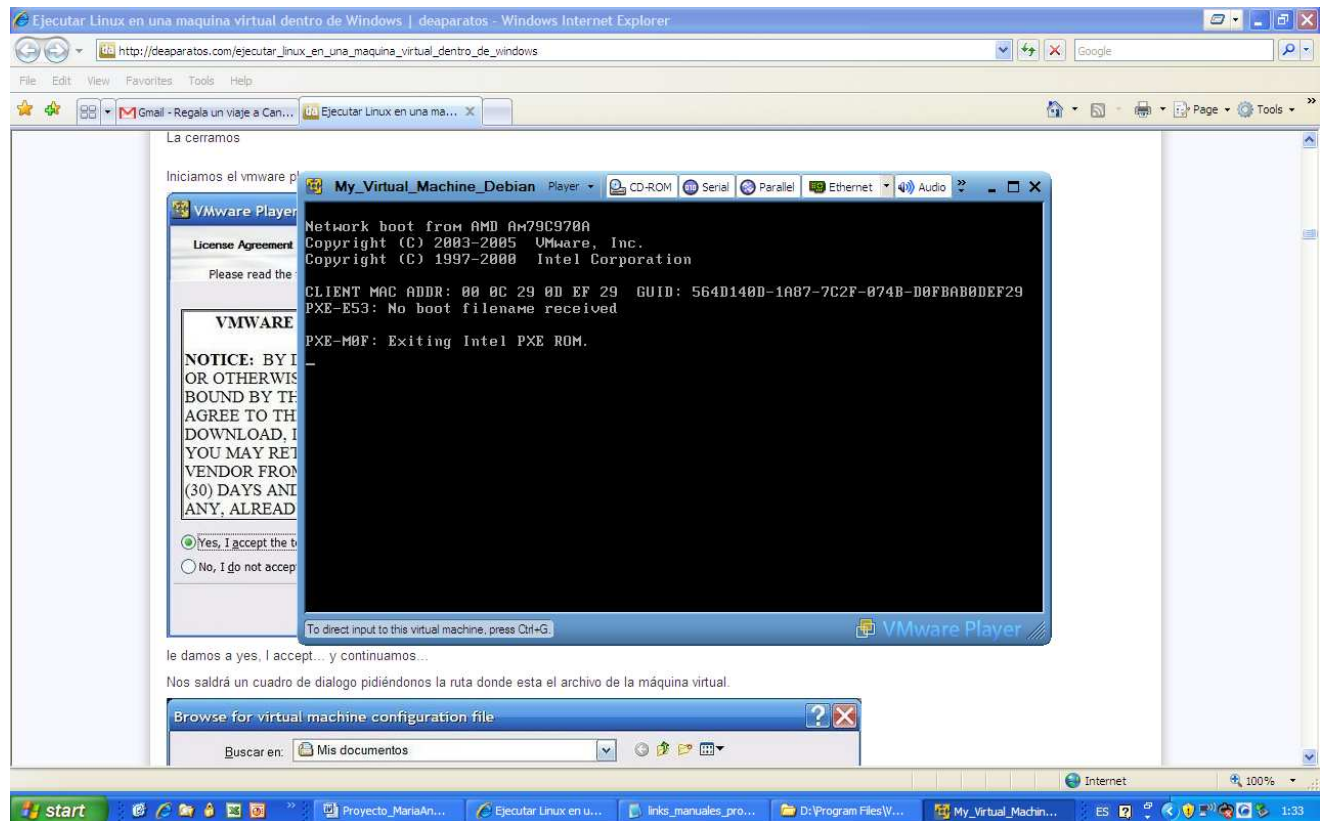 Ejecutar Linux en una maquina virtual dentro de Windows | deaparatos - Windows Internet Explorer
http://deaparatos.com/ejecutar_linux_en_una_maquina_virtual_dentro_de_windows
Google
File Edit View Favorites Tools Help
Gmail - Regala un viaje a Can...
Ejecutar Linux en una ma...
Page
Tools
La cerramos
Iniciamos el vmware
VMware Player
License Agreement
Please read the
VMWARE
NOTICE: BY
OR OTHERWIS
BOUND BY TH
AGREE TO TH
DOWNLOAD,
YOU MAY RET
VENDOR FROM
(30) DAYS AND
ANY, ALREAD
Yes, I accept the
No, I do not accep
My_Virtual_Machine_Debian Player CD-ROM Serial Parallel Ethernet Audio
Network boot from AMD Am79C970A
Copyright (C) 2003-2005 VMware, Inc.
Copyright (C) 1997-2000 Intel Corporation
CLIENT MAC ADDR: 00 0C 29 0D EF 29 GUID: 564D140D-1A87-7C2F-074B-D0FBAB0DEF29
PXE-E53: No boot filename received
PXE-M0F: Exiting Intel PXE ROM.
To direct input to this virtual machine, press Ctrl+G.
VMware Player
le damos a yes, I accept... y continuamos...
Nos saldrá un cuadro de dialogo pidiéndonos la ruta donde esta el archivo de la máquina virtual.
Browse for virtual machine configuration file
Buscar en: Mis documentos
Internet
100%
start
Proyecto_MariaAn...
Ejecutar Linux en u...
links_manuales_pro...
D:\Program Files\V...
My_Virtual_Machin...
ES
1:33